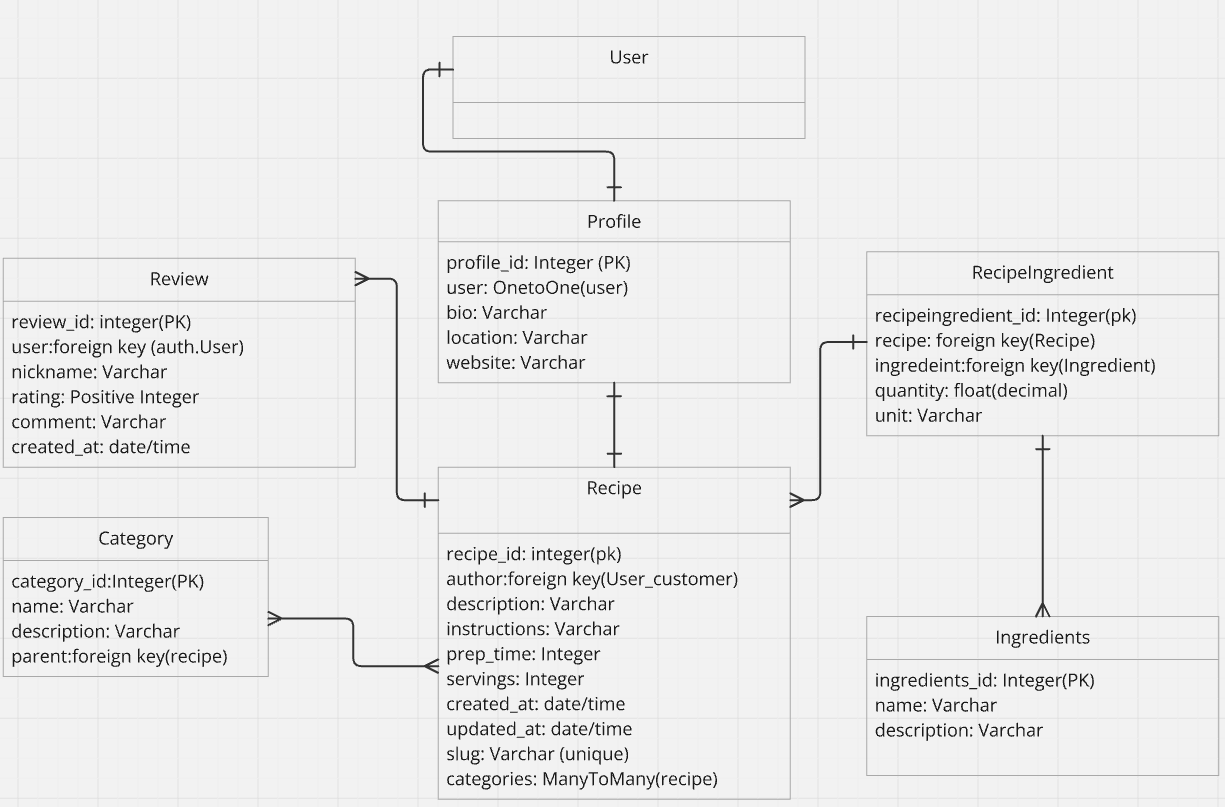 User
Profile
profile_id: Integer (PK)
user: OnetoOne(user)
bio: Varchar
location: Varchar
website: Varchar
Review
review_id: integer(PK)
user:foreign key (auth.User)
nickname: Varchar
rating: Positive Integer
comment: Varchar
created_at: date/time
RecipeIngredient
recipeingredient_id: Integer(pk)
recipe: foreign key(Recipe)
ingredeint:foreign key(Ingredient)
quantity: float(decimal)
unit: Varchar
Recipe
recipe_id: integer(pk)
author:foreign key(User_customer)
description: Varchar
instructions: Varchar
prep_time: Integer
servings: Integer
created_at: date/time
updated_at: date/time
slug: Varchar (unique)
categories: ManyToMany(recipe)
Category
category_id:Integer(PK)
name: Varchar
description: Varchar
parent:foreign key(recipe)
Ingredients
ingredients_id: Integer(PK)
name: Varchar
description: Varchar